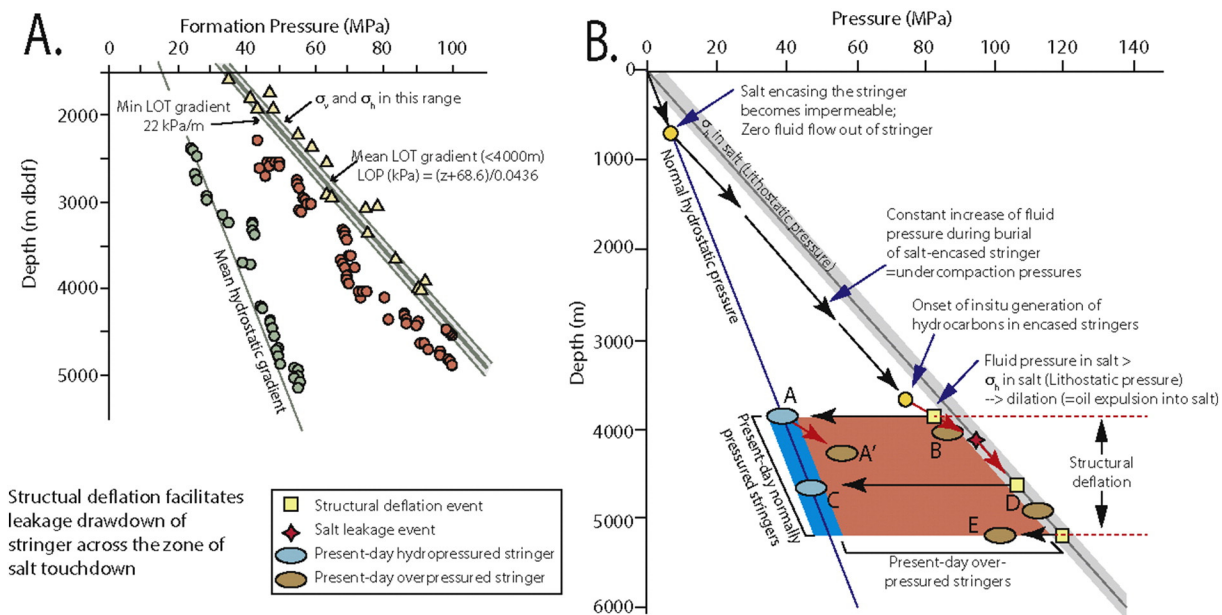 A.
Formation Pressure (MPa)
0
20
40
60
80
100
Depth (m dbdf)
2000
3000
4000
5000
Min LOT gradient
22 kPa/m
σv and σh in this range
Mean LOT gradient (<4000m)
LOP (kPa) = (z+68.6)/0.0436
Mean hydrostatic gradient
Structual deflation facilitates
leakage drawdown of
stringer across the zone of
salt touchdown
Structural deflation event
Salt leakage event
Present-day hydropressured stringer
Present-day overpressured stringer
B.
Pressure (MPa)
0
20
40
60
80
100
120
140
Depth (m)
0
1000
2000
3000
4000
5000
6000
Salt encasing the stringer
becomes impermeable;
Zero fluid flow out of stringer
σh in salt (Lithostatic pressure)
Normal hydrostatic pressure
Constant increase of fluid
pressure during burial
of salt-encased stringer
=undercompaction pressures
Onset of insitu generation of
hydrocarbons in encased stringers
Fluid pressure in salt >
σh in salt (Lithostatic pressure)
--> dilation (=oil expulsion into salt)
A
A'
B
C
D
E
Present-day normally
pressured stringers
Structural
deflation
Present-day over-
pressured stringers